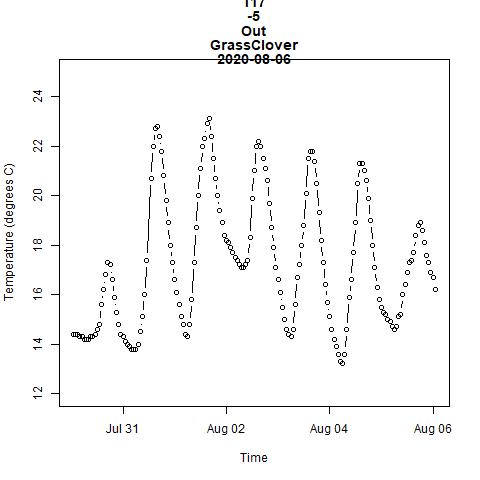 -5
Out
GrassClover
2020-08-06
Temperature (degrees C)
24
22
20
18
16
14
12
Jul 31
Aug 02
Aug 04
Aug 06
Time